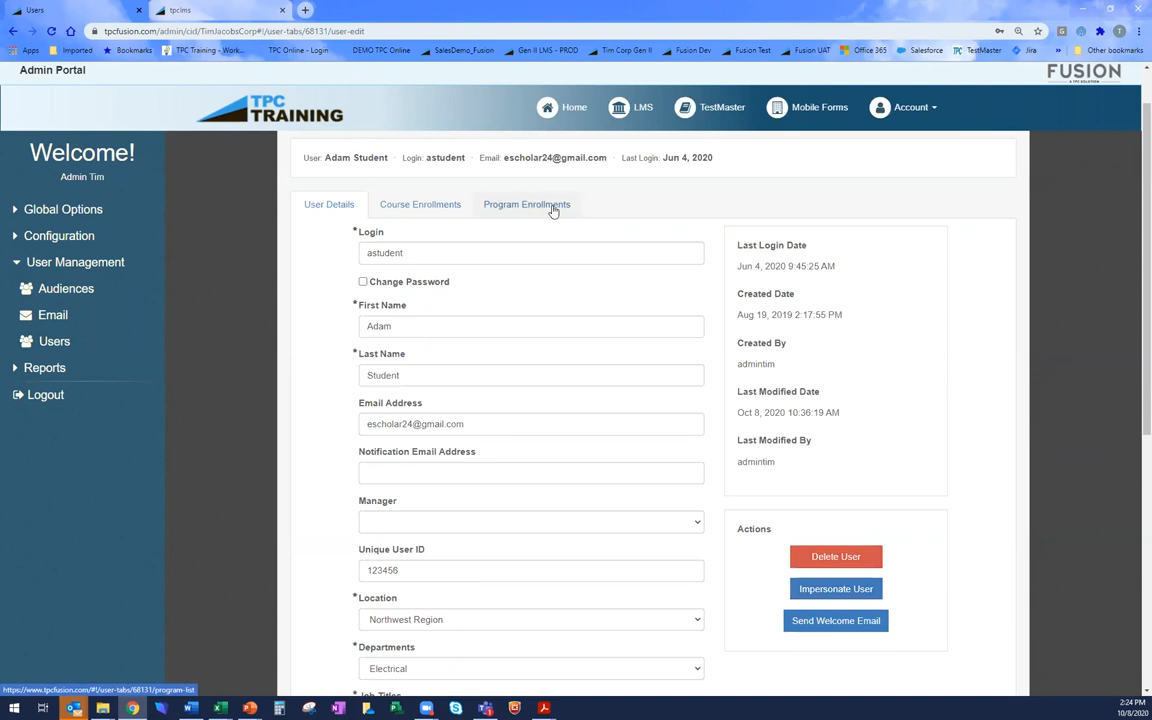 Users
tpclms
tpcfusion.com/admin/cid/TimJacobsCorp#!/user-tabs/68131/user-edit
Apps Imported Bookmarks TPC Training - Work... TPC Online - Login DEMO TPC Online SalesDemo_Fusion Gen II LMS - PROD Tim Corp Gen II Fusion Dev Fusion Test Fusion UAT Office 365 Salesforce TestMaster Jira » Other bookmarks
Admin Portal
FUSION
A TPC SOLUTION
TPC
TRAINING
Home LMS TestMaster Mobile Forms Account
Welcome!
Admin Tim
Global Options
Configuration
User Management
Audiences
Email
Users
Reports
Logout
User: Adam Student · Login: astudent · Email: escholar24@gmail.com · Last Login: Jun 4, 2020
User Details Course Enrollments Program Enrollments
* Login
astudent
Change Password
* First Name
Adam
* Last Name
Student
Email Address
escholar24@gmail.com
Notification Email Address
Manager
Unique User ID
123456
* Location
Northwest Region
* Departments
Electrical
* Job Titles
Last Login Date
Jun 4, 2020 9:45:25 AM
Created Date
Aug 19, 2019 2:17:55 PM
Created By
admintim
Last Modified Date
Oct 8, 2020 10:36:19 AM
Last Modified By
admintim
Actions
Delete User
Impersonate User
Send Welcome Email
https://www.tpcfusion.com/#!/user-tabs/68131/program-list
2:24 PM
10/8/2020